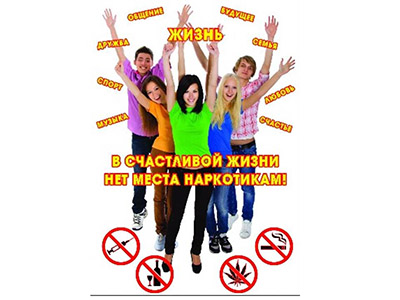 ОБЩЕНИЕ
БУДУЩЕЕ
ДРУЖБА
ЖИЗНЬ
СЕМЬЯ
СПОРТ
ЛЮБОВЬ
МУЗЫКА
СЧАСТЬЕ
В СЧАСТЛИВОЙ ЖИЗНИ
НЕТ МЕСТА НАРКОТИКАМ!